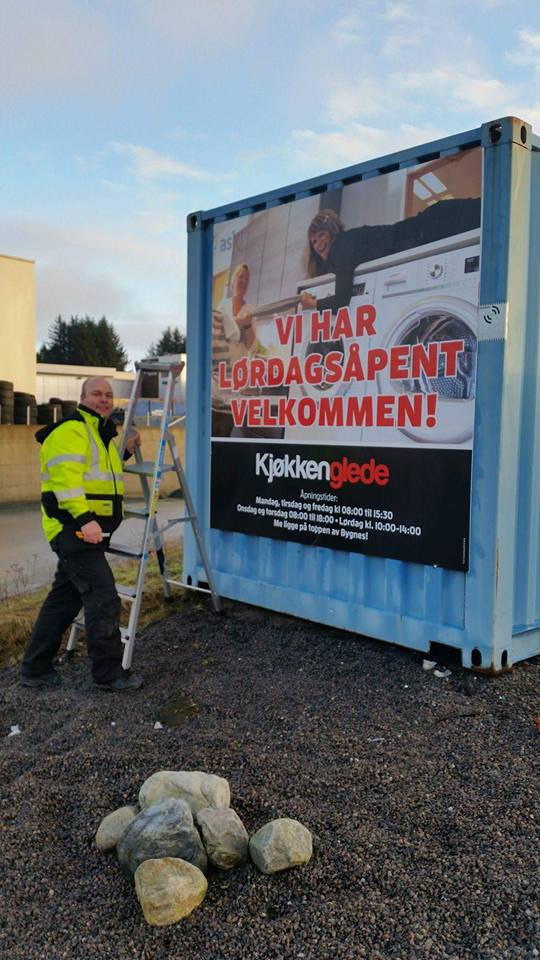 ask
VI HAR
LØRDAGSÅPENT
VELKOMMEN!
Kjøkkenglede
Åpningstider:
Mandag, tirsdag og fredag kl 08:00 til 15:30
Onsdag og torsdag 08:00 til 18:00 • Lørdag kl. 10:00-14:00
Me ligge på toppen av Bygnes!